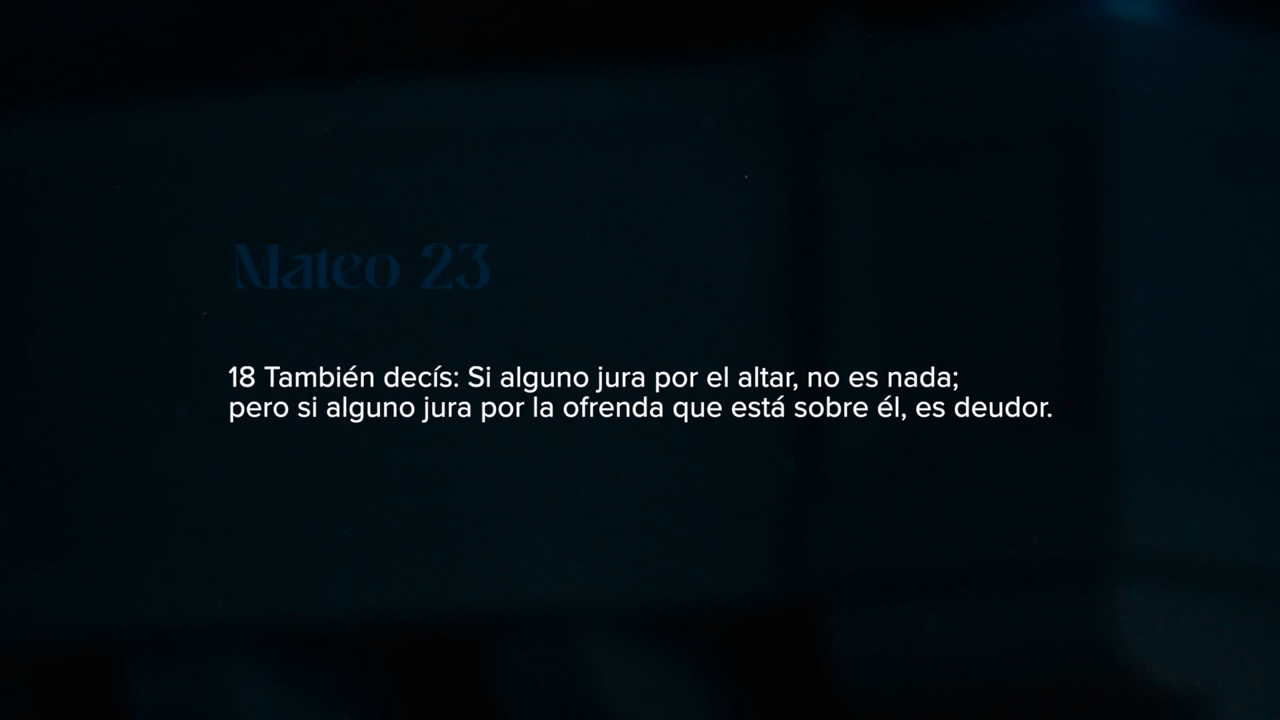 Mateo 23
18 También decís: Si alguno jura por el altar, no es nada;
pero si alguno jura por la ofrenda que está sobre él, es deudor.